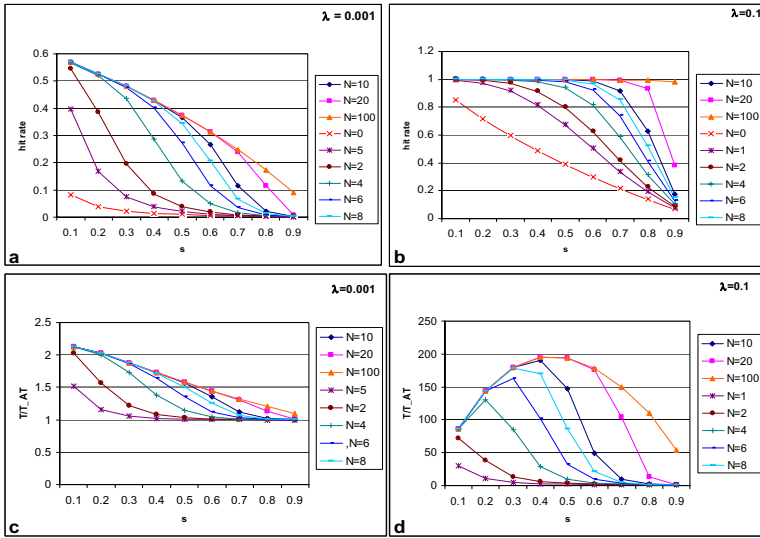 λ = 0.001
hit rate
0.6
0.5
0.4
0.3
0.2
0.1
0
0.1 0.2 0.3 0.4 0.5 0.6 0.7 0.8 0.9
s
N=10
N=20
N=100
N=0
N=5
N=2
N=4
N=6
N=8
a
λ=0.1
hit rate
1.2
1
0.8
0.6
0.4
0.2
0
0.1 0.2 0.3 0.4 0.5 0.6 0.7 0.8 0.9
s
N=10
N=20
N=100
N=0
N=1
N=2
N=4
N=6
N=8
b
λ=0.001
T/T_AT
2.5
2
1.5
1
0.5
0
0.1 0.2 0.3 0.4 0.5 0.6 0.7 0.8 0.9
s
N=10
N=20
N=100
N=5
N=2
N=4
,N=6
N=8
c
λ=0.1
T/T_AT
250
200
150
100
50
0
0.1 0.2 0.3 0.4 0.5 0.6 0.7 0.8 0.9
s
N=10
N=20
N=100
N=1
N=2
N=4
N=6
N=8
d